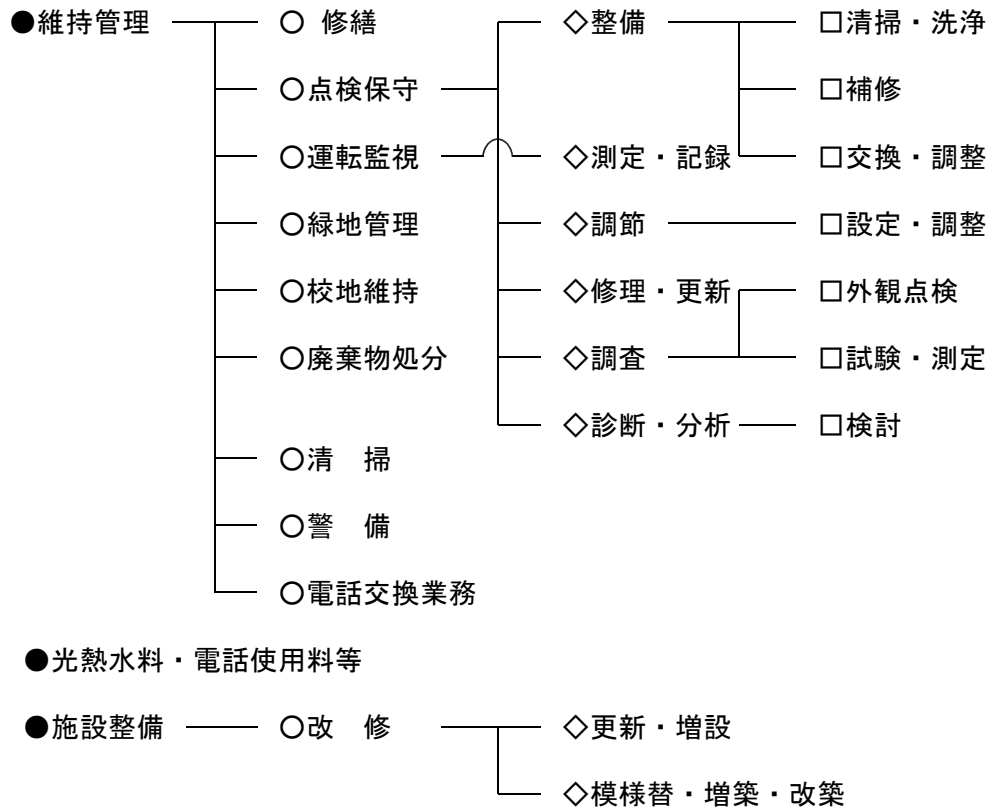 ●維持管理 ○ 修繕 ◇整備 □清掃・洗浄
○点検保守 □補修
○運転監視 ◇測定・記録 □交換・調整
○緑地管理 ◇調節 □設定・調整
○校地維持 ◇修理・更新 □外観点検
○廃棄物処分 ◇調査 □試験・測定
◇診断・分析 □検討
○清　掃
○警　備
○電話交換業務
●光熱水料・電話使用料等
●施設整備 ○改　修 ◇更新・増設
◇模様替・増築・改築